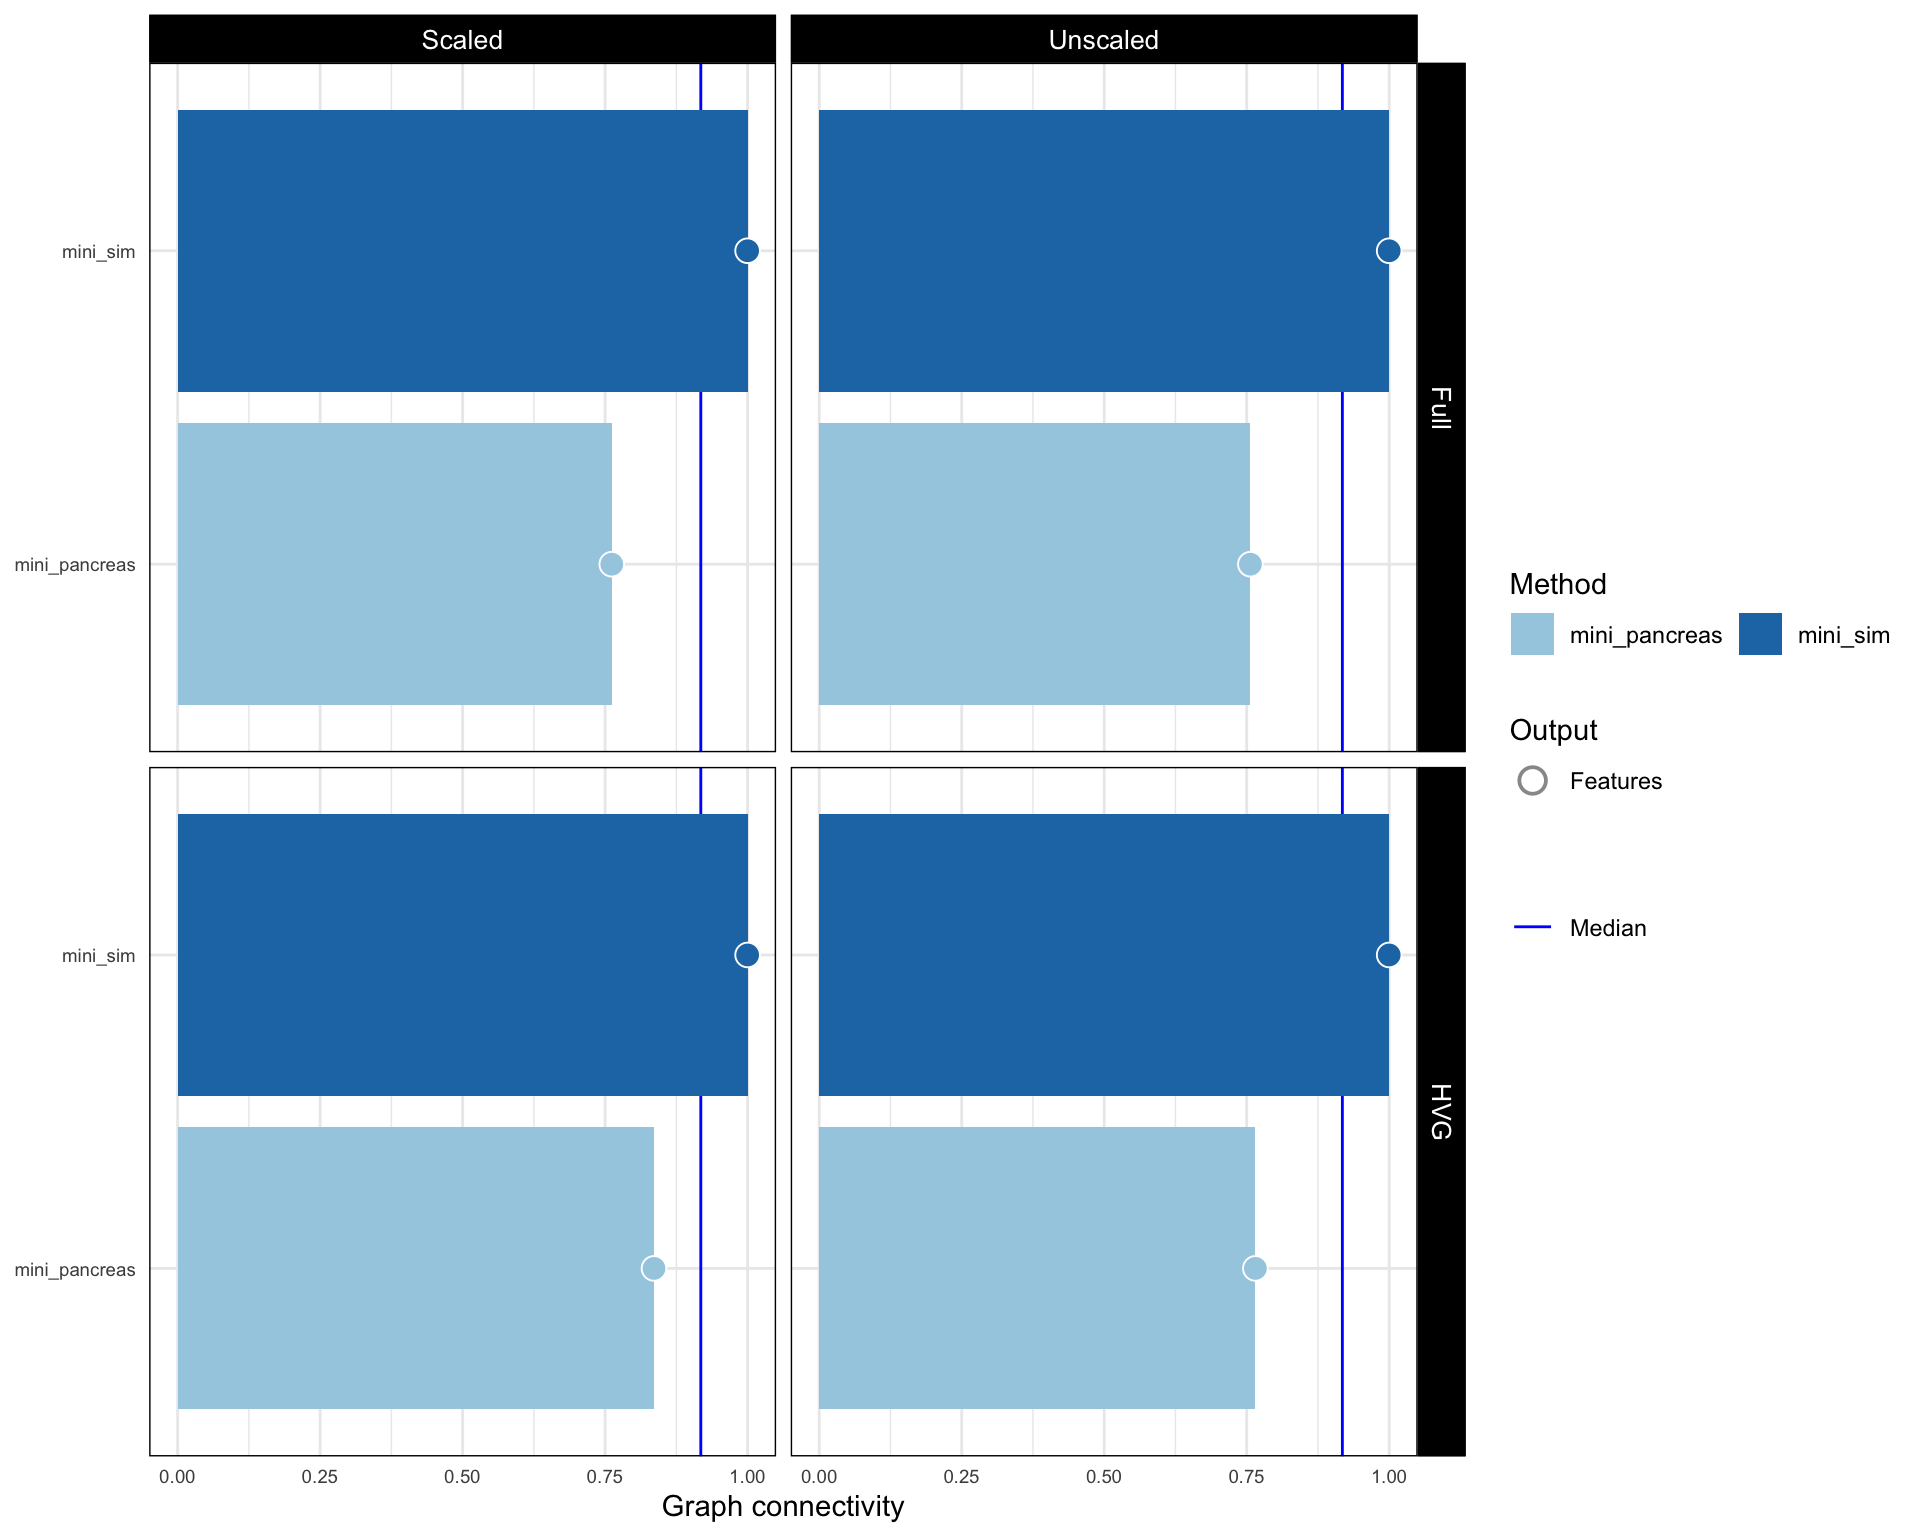 Scaled
Unscaled
mini_sim
mini_pancreas
Full
mini_sim
mini_pancreas
HVG
0.00 0.25 0.50 0.75 1.00
0.00 0.25 0.50 0.75 1.00
Graph connectivity
Method
mini_pancreas mini_sim
Output
Features
Median